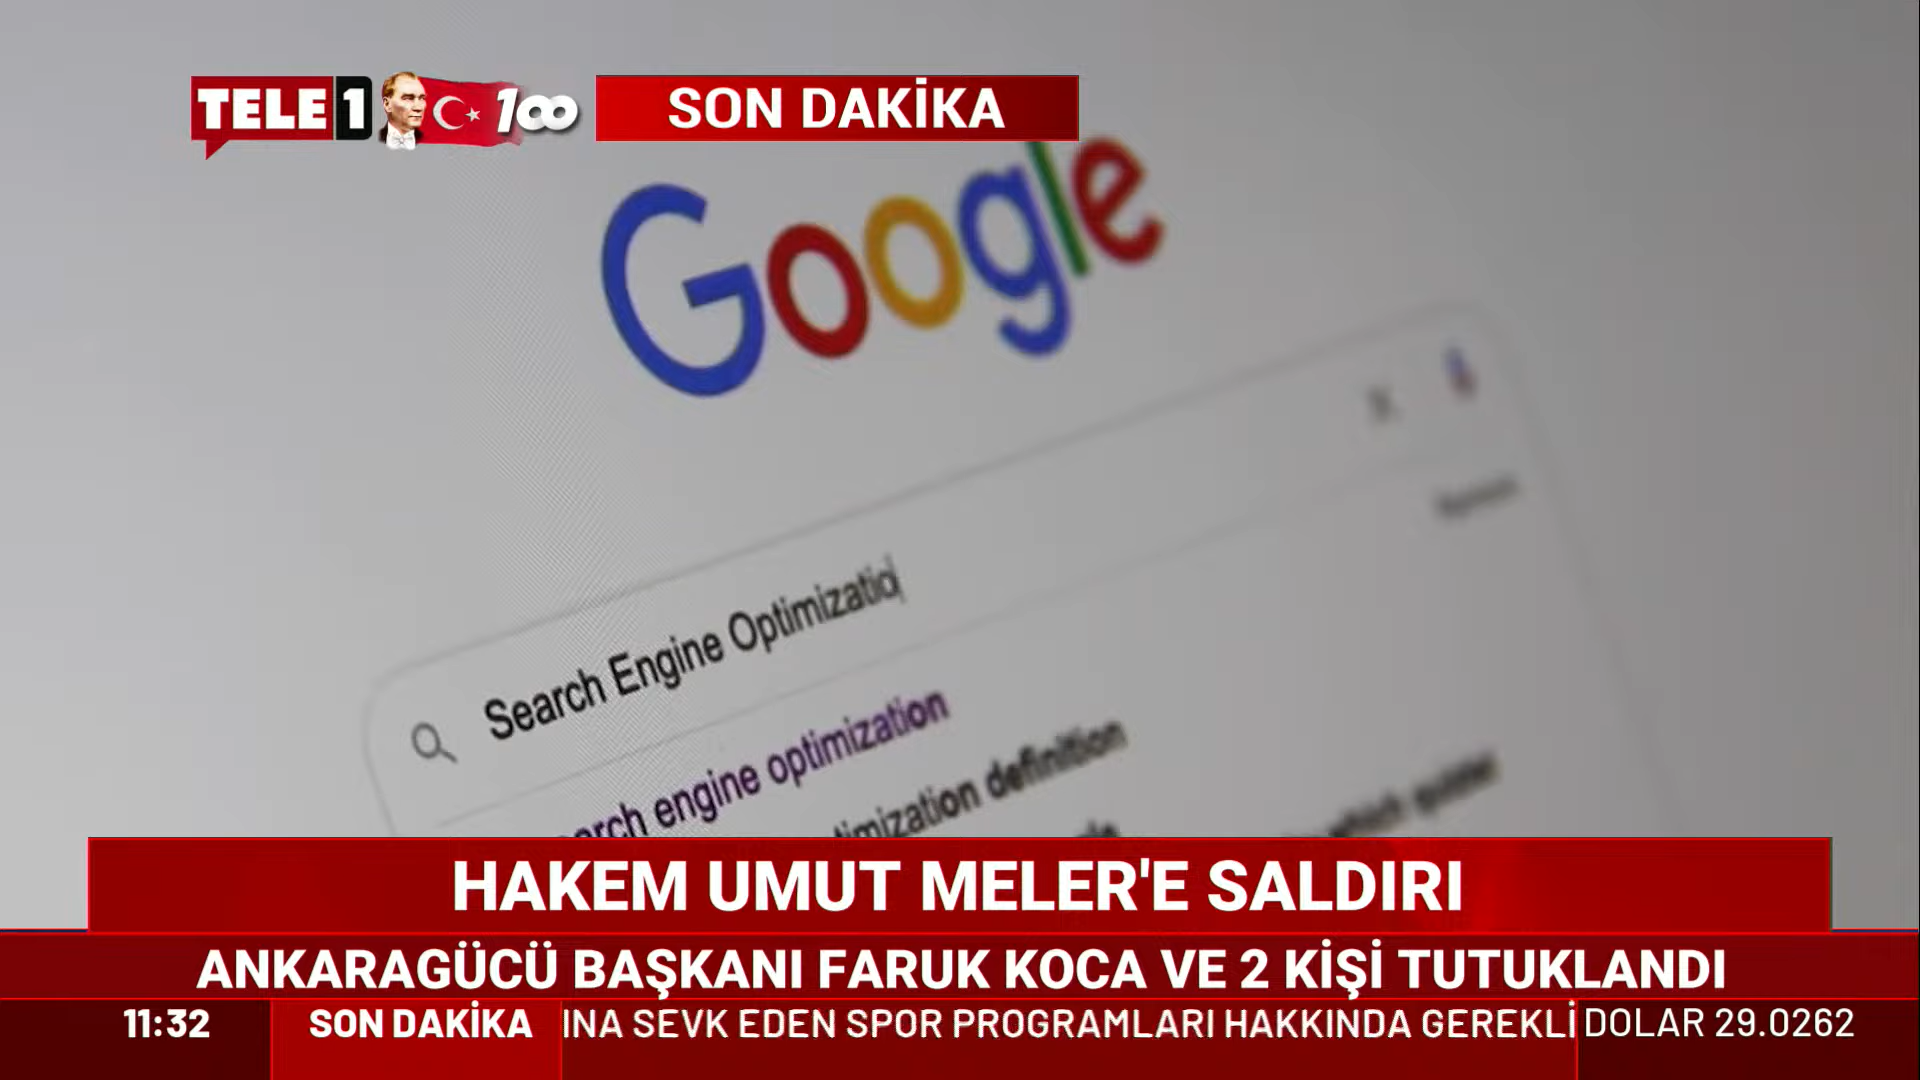 TELE1
100
SON DAKİKA
Google
Search Engine Optimizatio
arch engine optimization
timization definition
HAKEM UMUT MELER'E SALDIRI
ANKARAGÜCÜ BAŞKANI FARUK KOCA VE 2 KİŞİ TUTUKLANDI
11:32 SON DAKİKA INA SEVK EDEN SPOR PROGRAMLARI HAKKINDA GEREKLİ DOLAR 29.0262